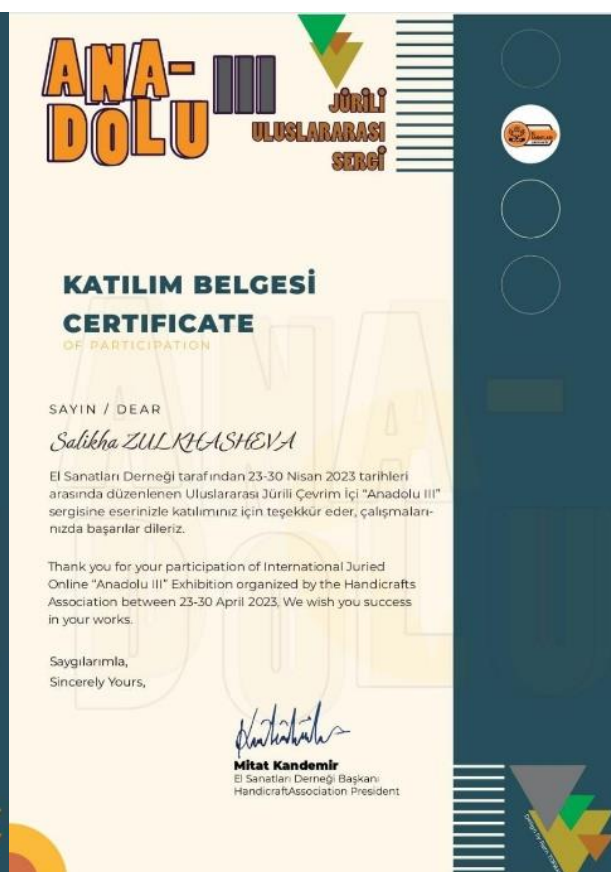 ANA-
DOLU
III
JÜRİLİ
ULUSLARARASI
SERGİ
KATILIM BELGESİ
CERTIFICATE
OF PARTICIPATION
SAYIN / DEAR
Salikha ZULKHASHEVA
El Sanatları Derneği tarafından 23-30 Nisan 2023 tarihleri
arasında düzenlenen Uluslararası Jürili Çevrim İçi "Anadolu III"
sergisine eserinizle katılımınız için teşekkür eder, çalışmaları-
nızda başarılar dileriz.
Thank you for your participation of International Juried
Online "Anadolu III" Exhibition organized by the Handicrafts
Association between 23-30 April 2023, We wish you success
in your works.
Saygılarımla,
Sincerely Yours,
Mitat Kandemir
El Sanatları Derneği Başkanı
HandicraftAssociation President
ANA-
DOLU